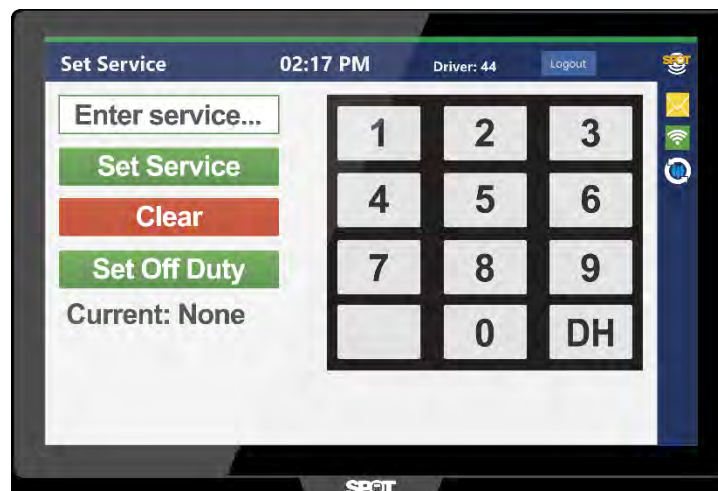 Set Service 02:17 PM Driver: 44 Logout SPOT
Enter service...
Set Service
Clear
Set Off Duty
Current: None
1 2 3
4 5 6
7 8 9
0 DH
SPOT